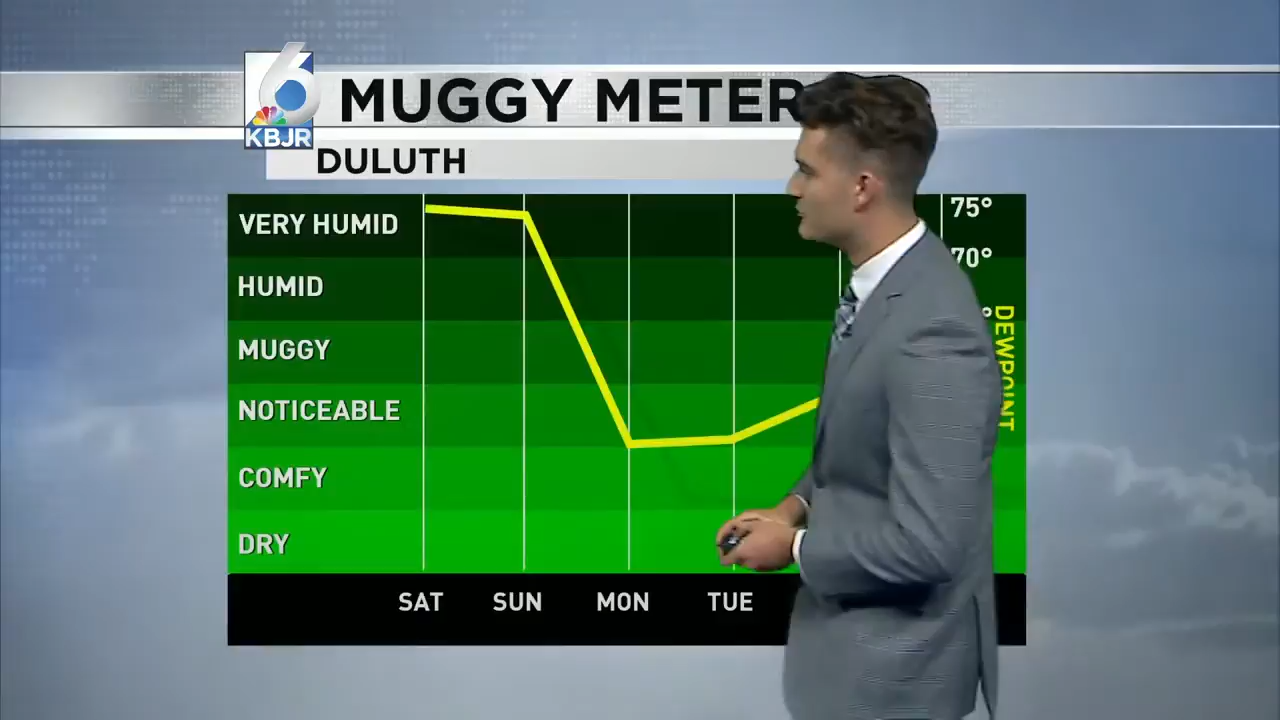 6
KBJR
MUGGY METER
DULUTH
VERY HUMID
HUMID
MUGGY
NOTICEABLE
COMFY
DRY
75°
70°
DEWPOINT
SAT SUN MON TUE